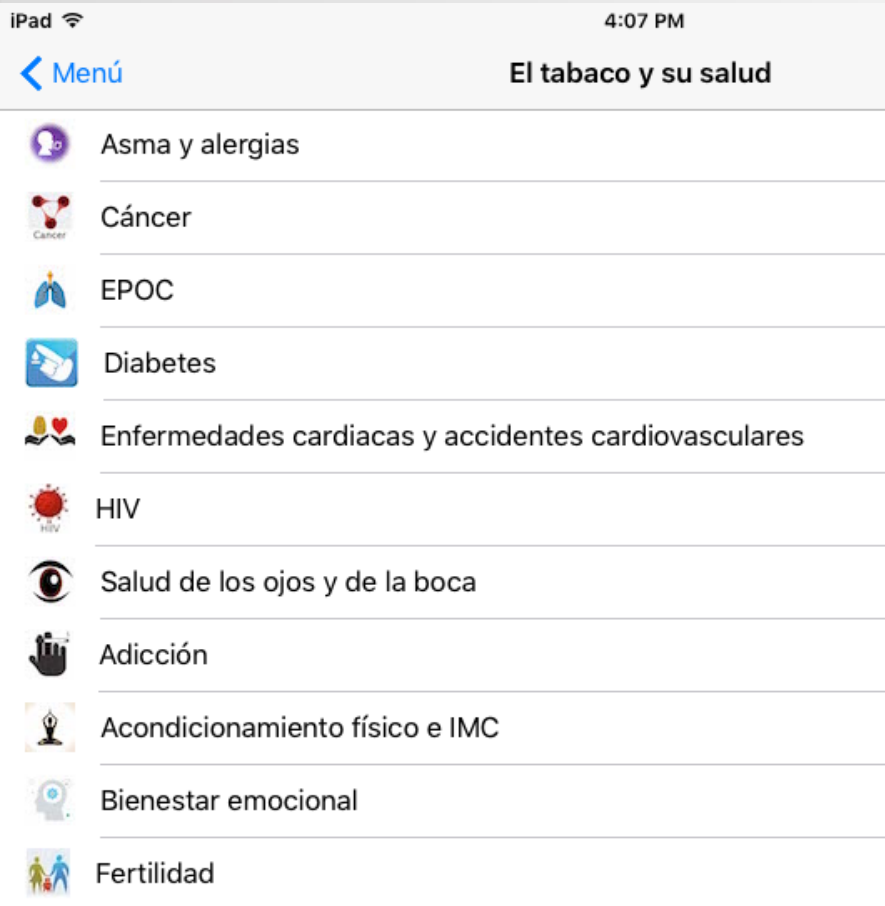 iPad 4:07 PM
Menú El tabaco y su salud
Asma y alergias
Cáncer
Cancer
EPOC
Diabetes
Enfermedades cardiacas y accidentes cardiovasculares
HIV
HIV
Salud de los ojos y de la boca
Adicción
Acondicionamiento físico e IMC
Bienestar emocional
Fertilidad